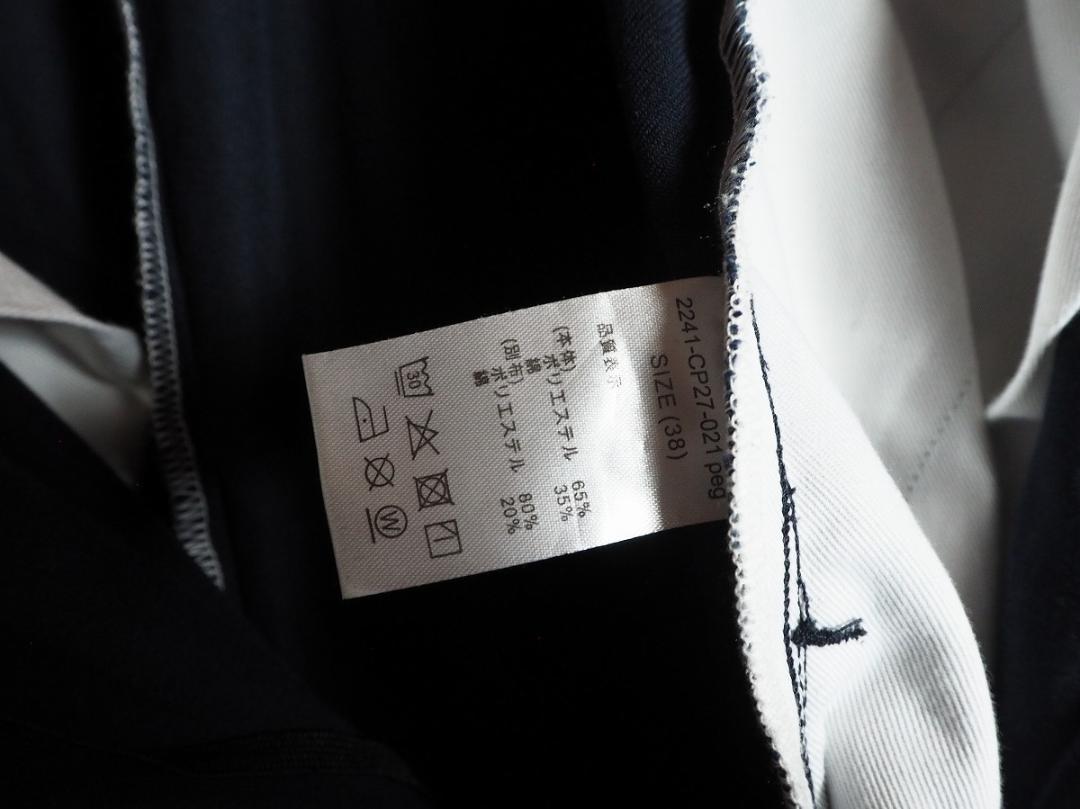 2241-CP27-021 peg
SIZE (38)
品質表示
(本体) ポリエステル 65%
綿 35%
(別布) ポリエステル 80%
綿 20%
30
W